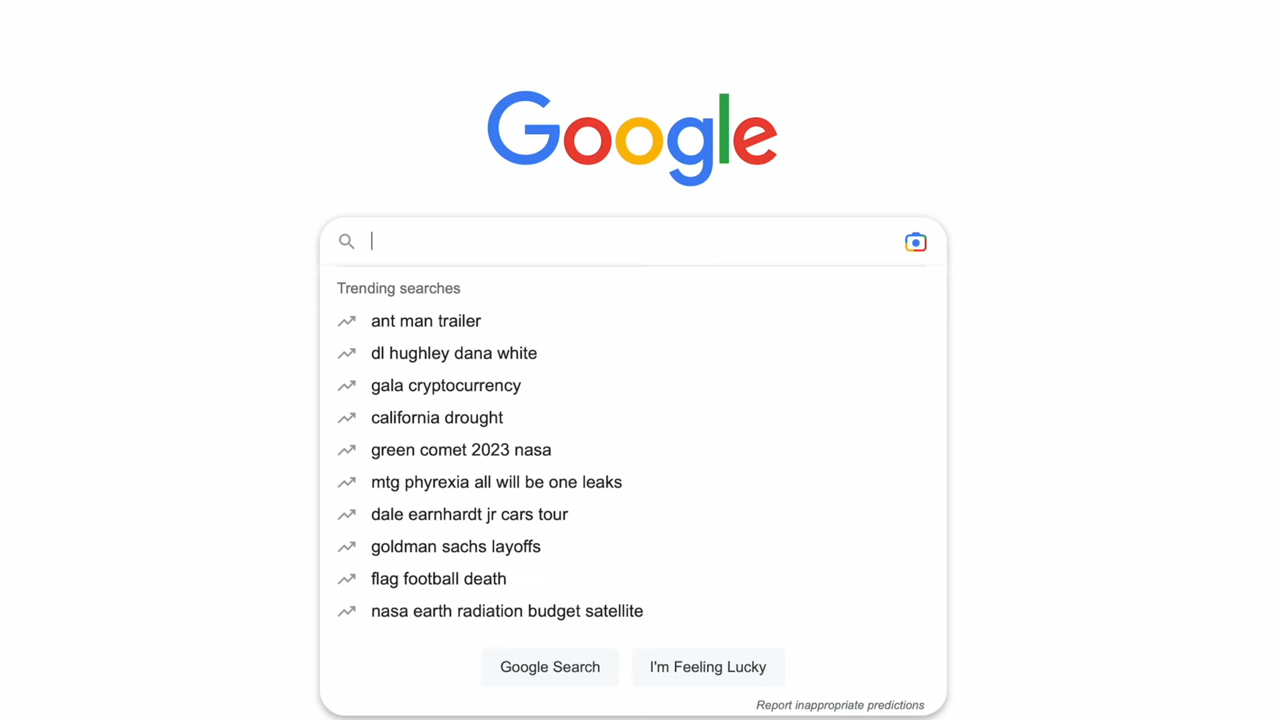 Google
Trending searches
ant man trailer
dl hughley dana white
gala cryptocurrency
california drought
green comet 2023 nasa
mtg phyrexia all will be one leaks
dale earnhardt jr cars tour
goldman sachs layoffs
flag football death
nasa earth radiation budget satellite
Google Search
I'm Feeling Lucky
Report inappropriate predictions